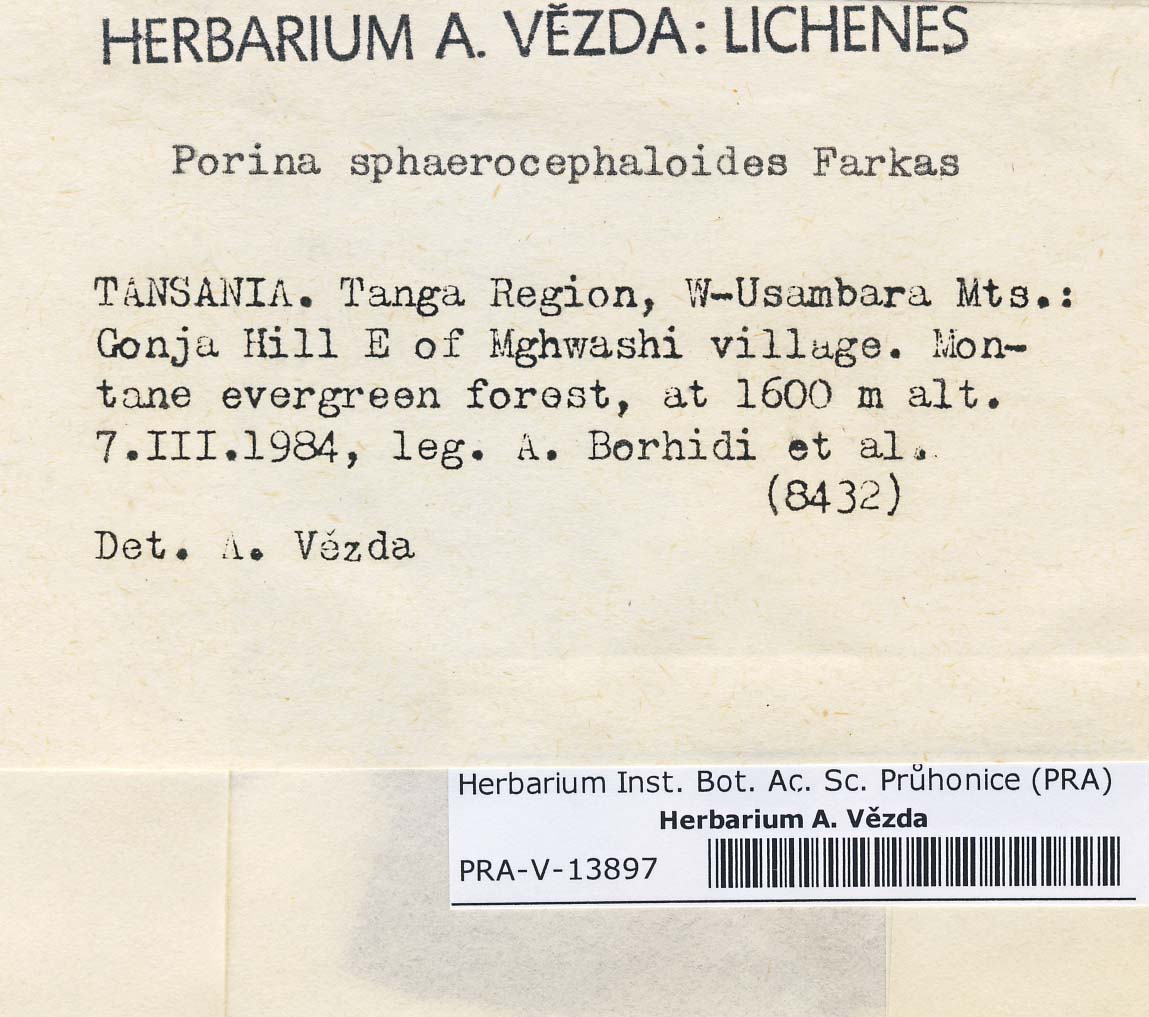 HERBARIUM A. VĚZDA: LICHENES
Porina sphaerocephaloides Farkas
TANSANIA. Tanga Region, W-Usambara Mts.:
Gonja Hill E of Mghwashi village. Mon-
tane evergreen forest, at 1600 m alt.
7.III.1984, leg. A. Borhidi et al.
(8432)
Det. A. Vézda
Herbarium Inst. Bot. Ac. Sc. Průhonice (PRA)
Herbarium A. Vězda
PRA-V-13897